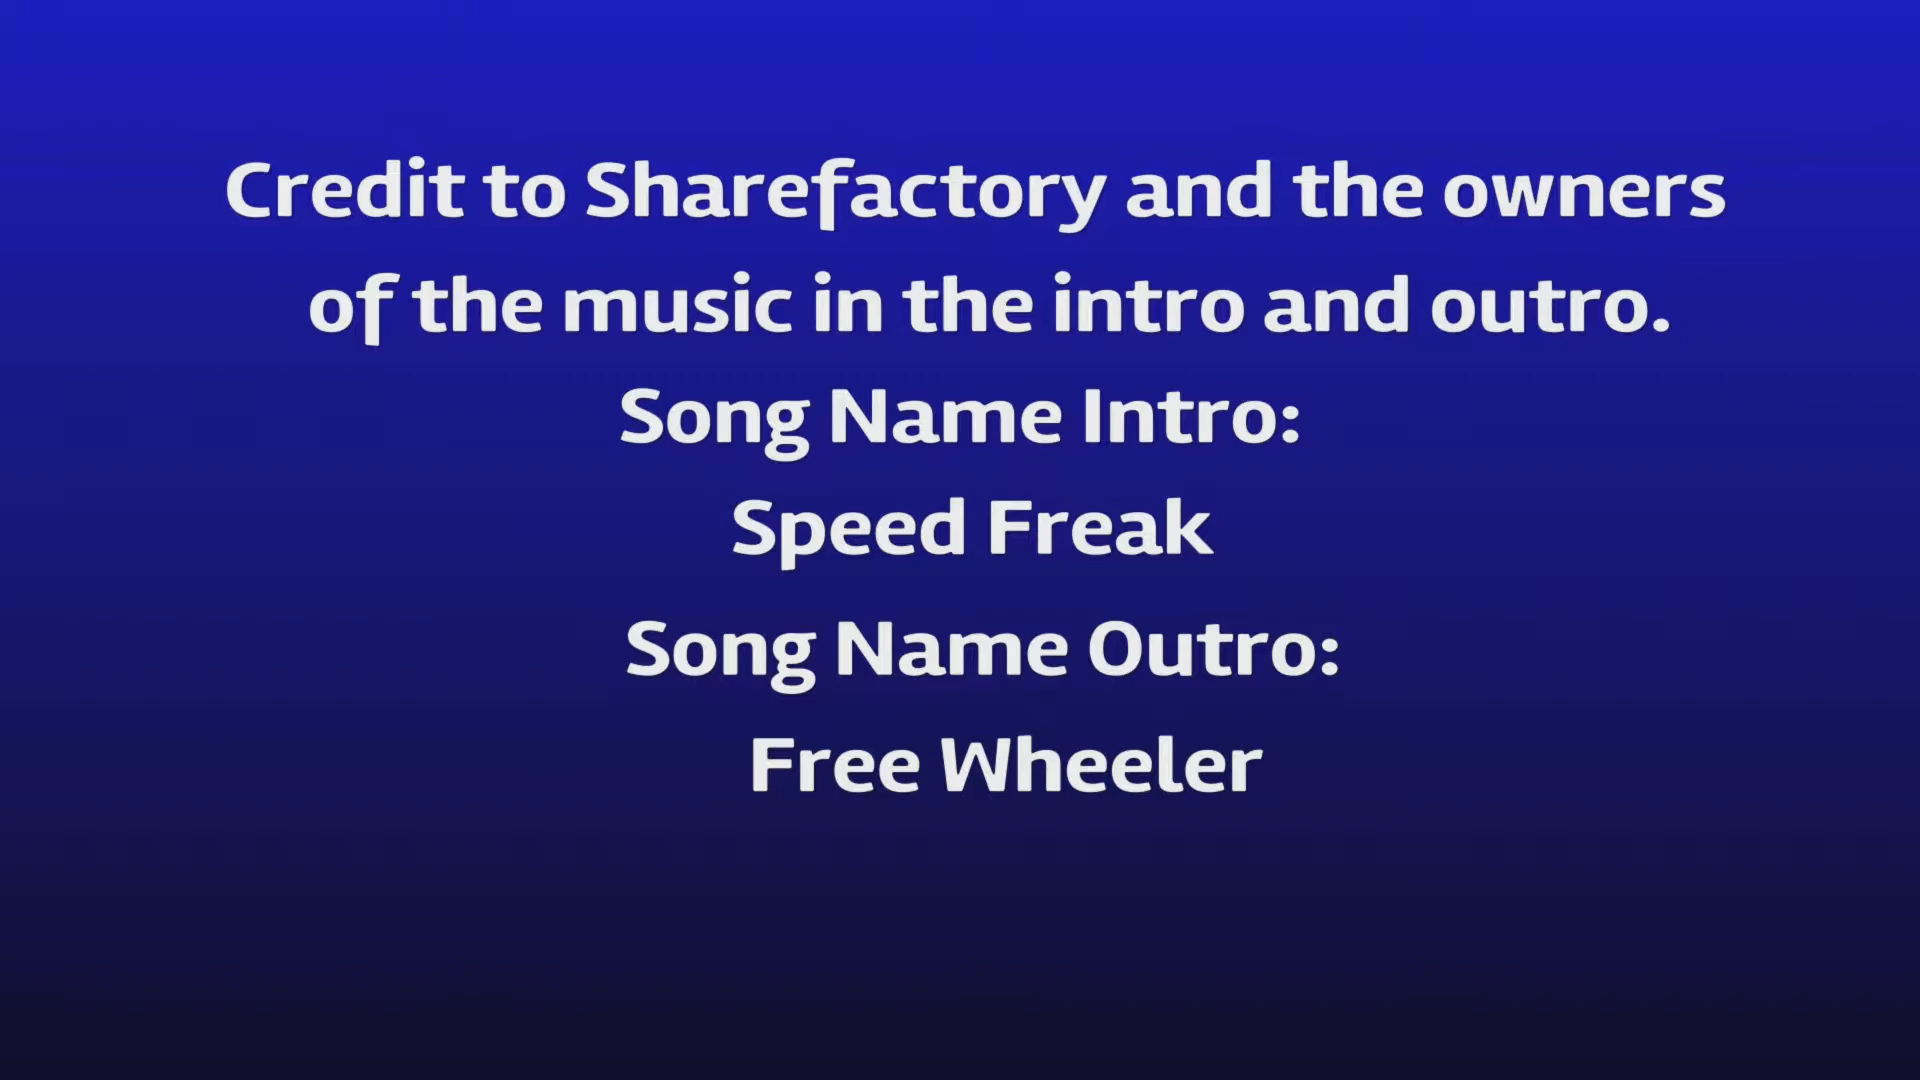 Credit to Sharefactory and the owners
of the music in the intro and outro.
Song Name Intro:
Speed Freak
Song Name Outro:
Free Wheeler